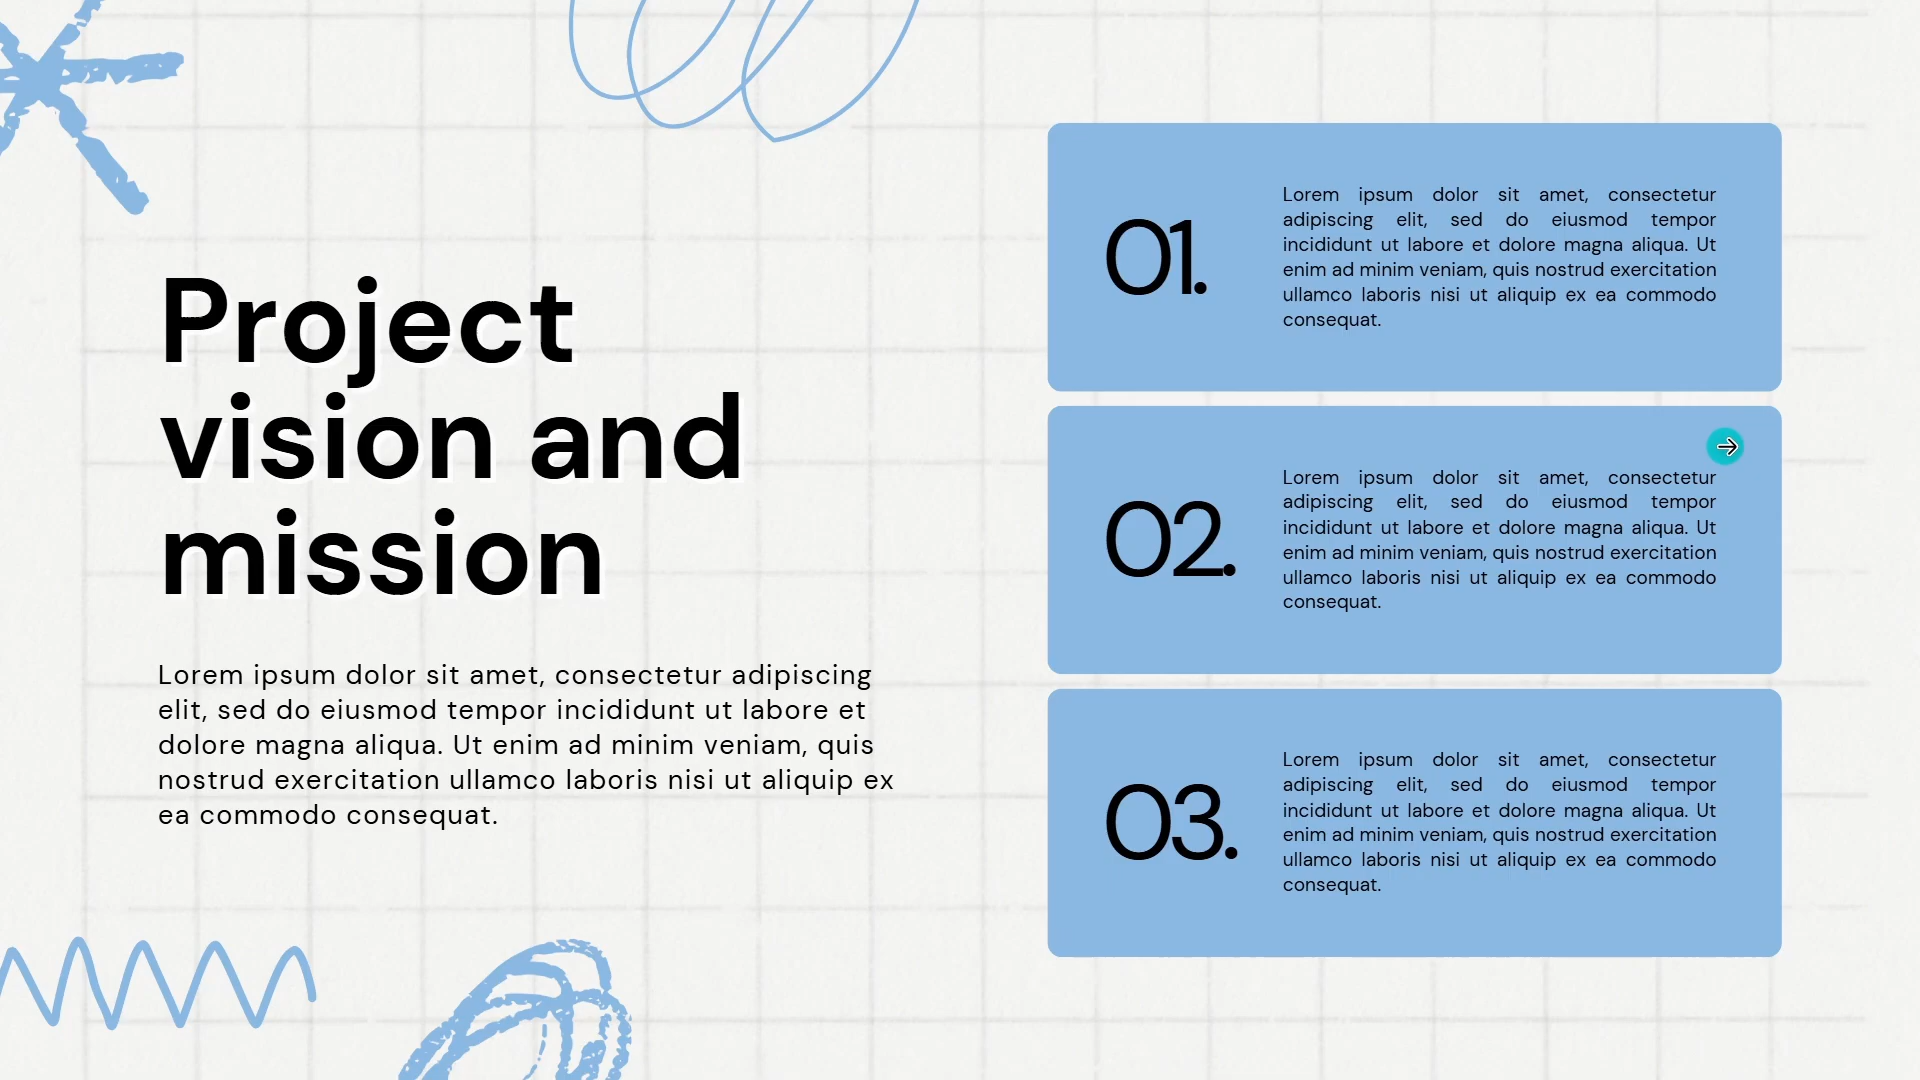 Project
vision and
mission
Lorem ipsum dolor sit amet, consectetur adipiscing
elit, sed do eiusmod tempor incididunt ut labore et
dolore magna aliqua. Ut enim ad minim veniam, quis
nostrud exercitation ullamco laboris nisi ut aliquip ex
ea commodo consequat.
01.
Lorem ipsum dolor sit amet, consectetur
adipiscing elit, sed do eiusmod tempor
incididunt ut labore et dolore magna aliqua. Ut
enim ad minim veniam, quis nostrud exercitation
ullamco laboris nisi ut aliquip ex ea commodo
consequat.
02.
Lorem ipsum dolor sit amet, consectetur
adipiscing elit, sed do eiusmod tempor
incididunt ut labore et dolore magna aliqua. Ut
enim ad minim veniam, quis nostrud exercitation
ullamco laboris nisi ut aliquip ex ea commodo
consequat.
03.
Lorem ipsum dolor sit amet, consectetur
adipiscing elit, sed do eiusmod tempor
incididunt ut labore et dolore magna aliqua. Ut
enim ad minim veniam, quis nostrud exercitation
ullamco laboris nisi ut aliquip ex ea commodo
consequat.